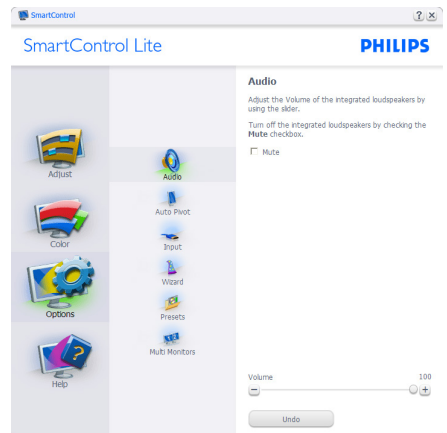 SmartControl
SmartControl Lite
PHILIPS
Adjust
Color
Options
Help
Audio
Auto Pivot
Input
Wizard
Presets
Multi Monitors
Audio
Adjust the Volume of the integrated loudspeakers by
using the slider.
Turn off the integrated loudspeakers by checking the
Mute checkbox.
Mute
Volume 100
Undo